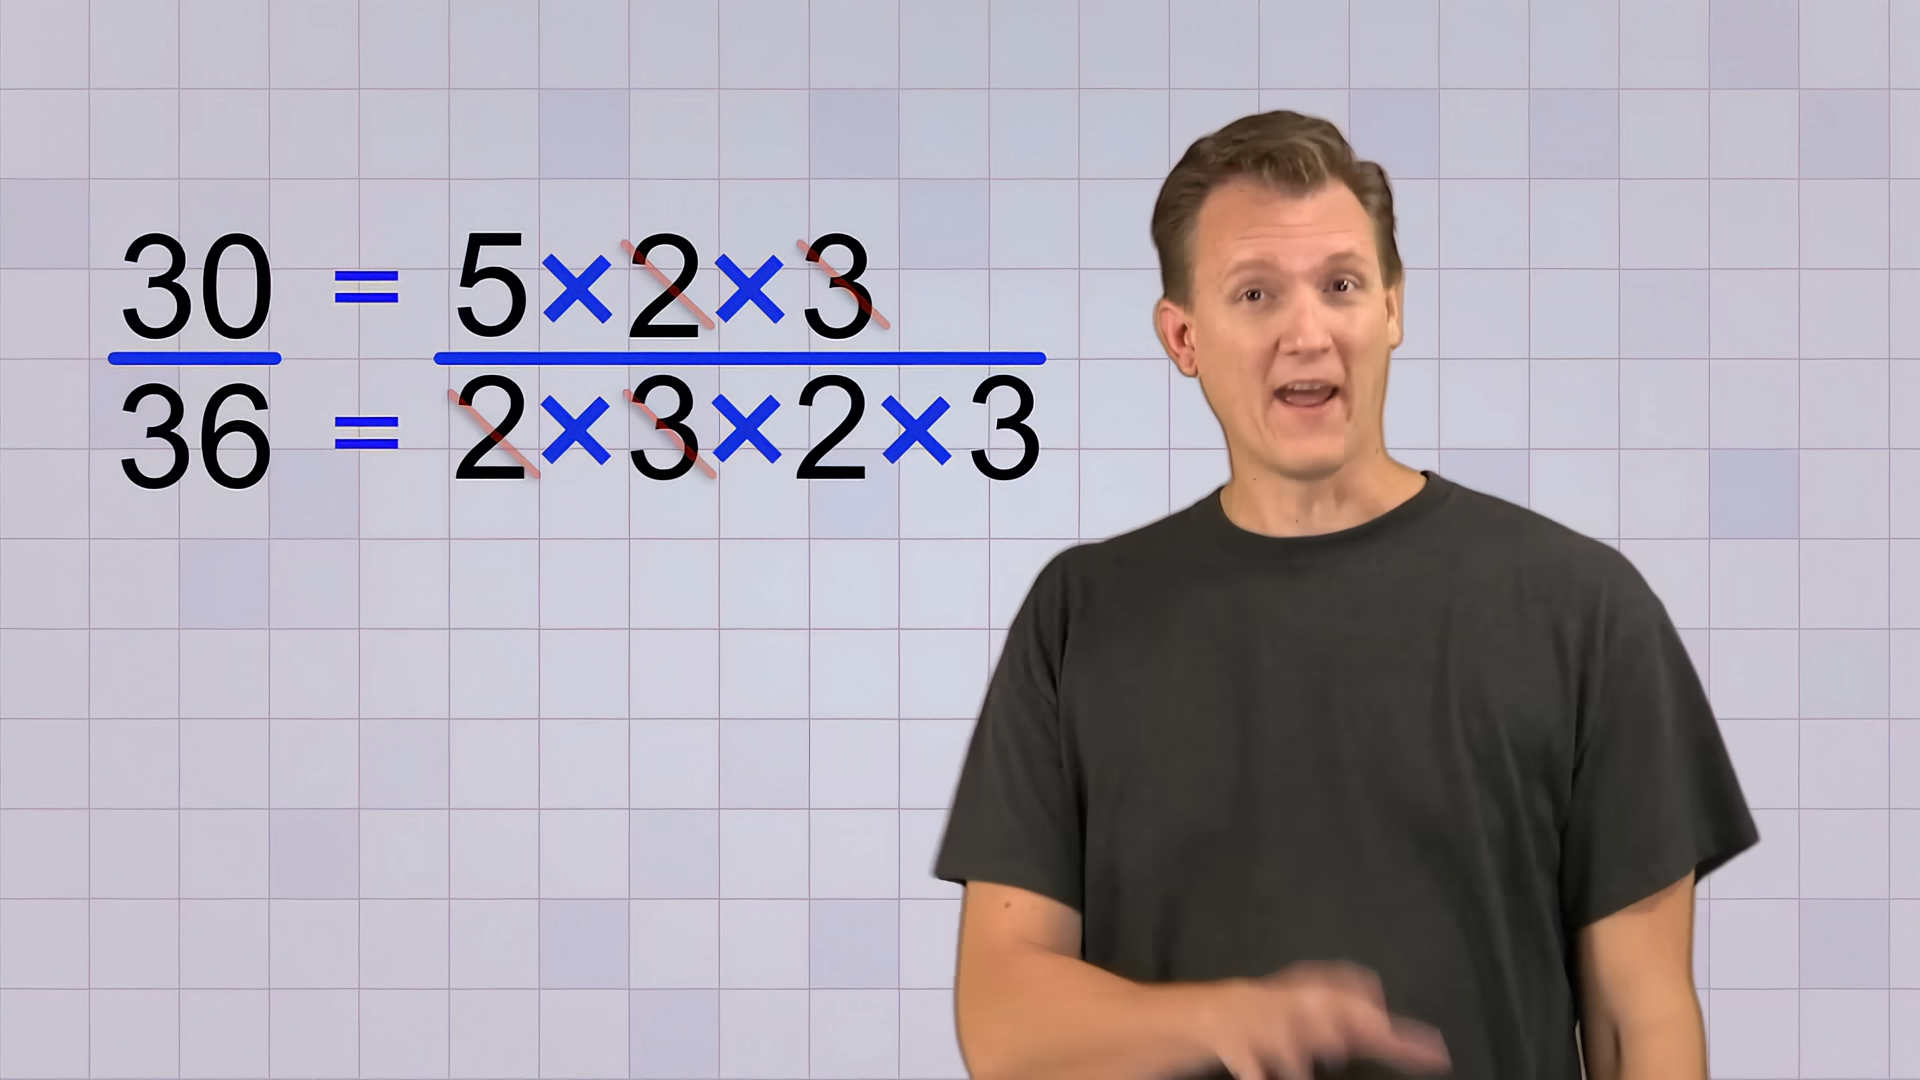 30 = 5×2×3
36 = 2×3×2×3